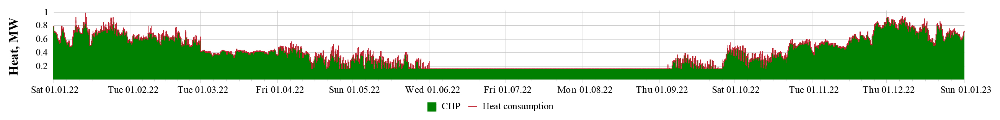 Heat, MW
1
0.8
0.6
0.4
0.2
Sat 01.01.22 Tue 01.02.22 Tue 01.03.22 Fri 01.04.22 Sun 01.05.22 Wed 01.06.22 Fri 01.07.22 Mon 01.08.22 Thu 01.09.22 Sat 01.10.22 Tue 01.11.22 Thu 01.12.22 Sun 01.01.23
CHP Heat consumption